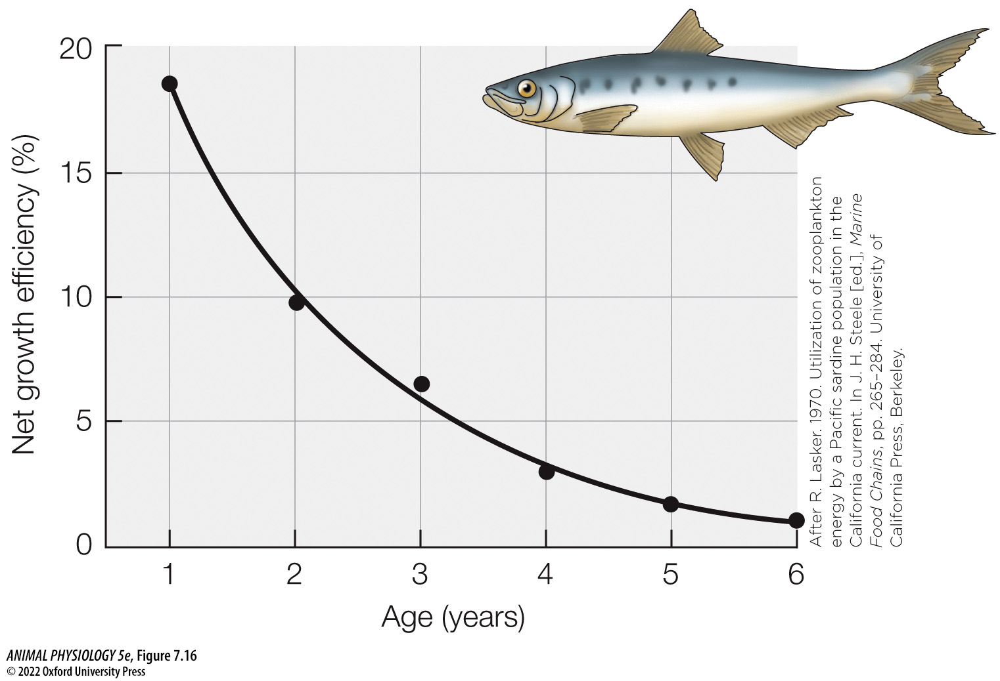 20
15
10
5
0
Net growth efficiency (%)
1 2 3 4 5 6
Age (years)
After R. Lasker. 1970. Utilization of zooplankton
energy by a Pacific sardine population in the
California current. In J. H. Steele [ed.], Marine
Food Chains, pp. 265–284. University of
California Press, Berkeley.
ANIMAL PHYSIOLOGY 5e, Figure 7.16
© 2022 Oxford University Press